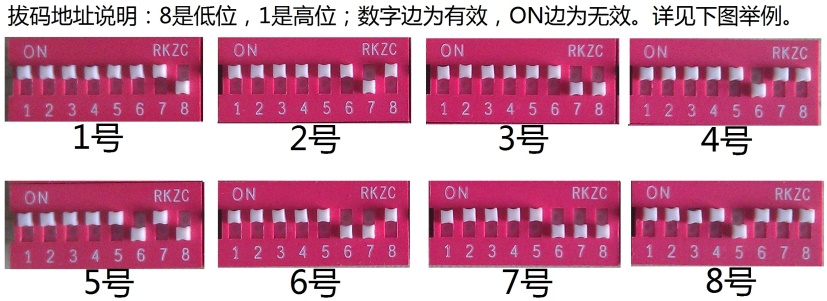 拔码地址说明：8是低位，1是高位；数字边为有效，ON边为无效。详见下图举例。
ON RKZC ON RKZC ON RKZC ON RKZC
1 2 3 4 5 6 7 8 1 2 3 4 5 6 7 8 1 2 3 4 5 6 7 8 1 2 3 4 5 6 7 8
1号 2号 3号 4号
ON RKZC ON RKZC ON RKZC ON RKZC
1 2 3 4 5 6 7 8 1 2 3 4 5 6 7 8 1 2 3 4 5 6 7 8 1 2 3 4 5 6 7 8
5号 6号 7号 8号